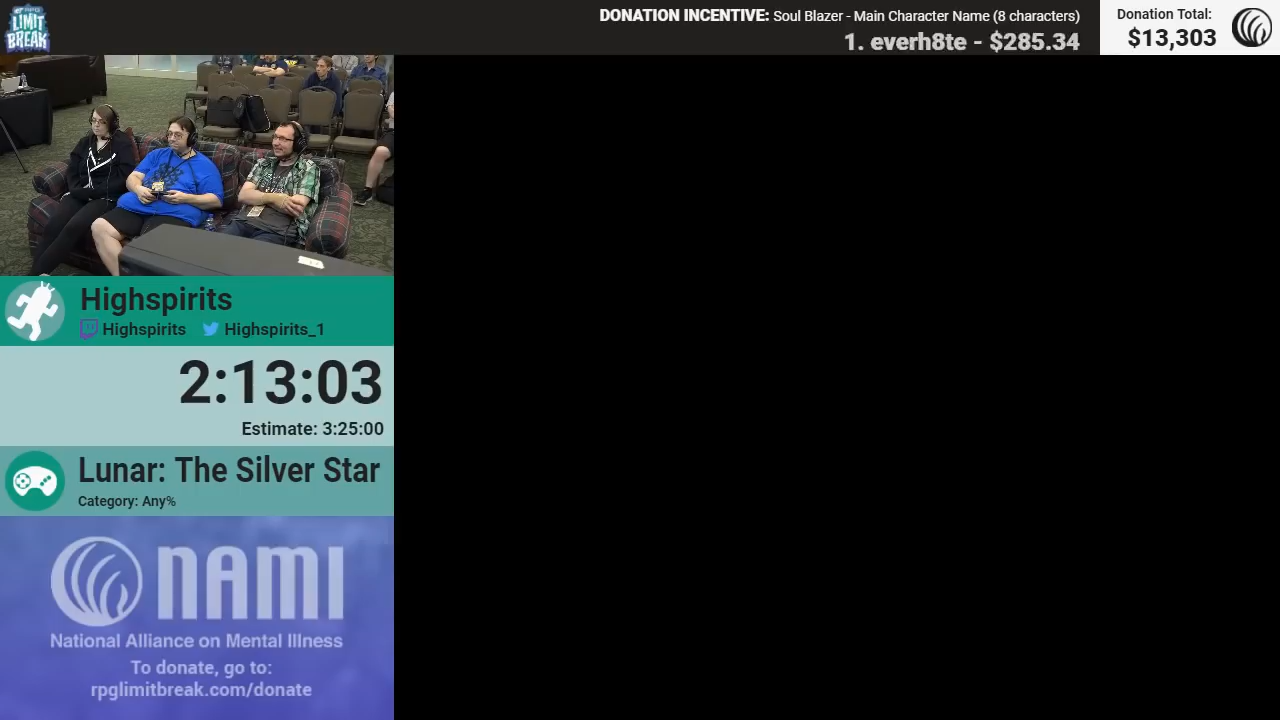 RPG
LIMIT
BREAK
DONATION INCENTIVE: Soul Blazer - Main Character Name (8 characters)
1. everh8te - $285.34
Donation Total:
$13,303
Highspirits
Highspirits Highspirits_1
2:13:03
Estimate: 3:25:00
Lunar: The Silver Star
Category: Any%
NAMI
National Alliance on Mental Illness
To donate, go to:
rpglimitbreak.com/donate